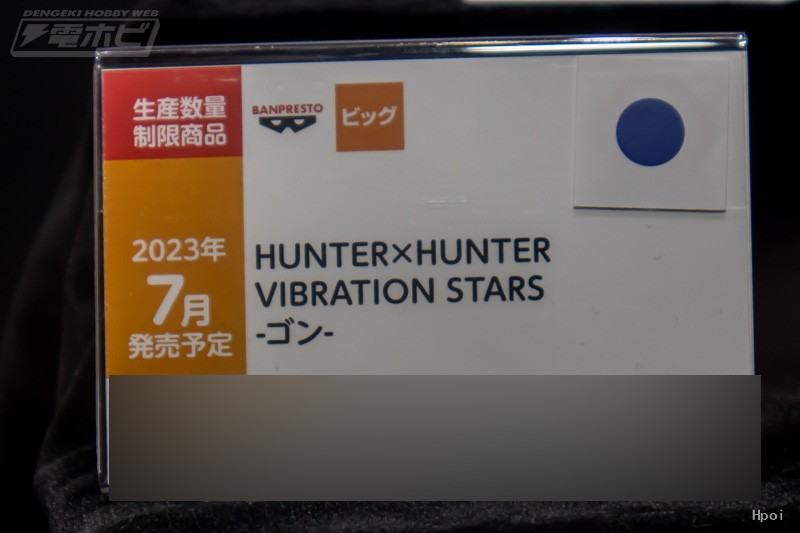 DENGEKI HOBBY WEB
電ホビ
生産数量
制限商品
BANPRESTO
ビッグ
2023年
7月
発売予定
HUNTER×HUNTER
VIBRATION STARS
-ゴン-
Hpoi